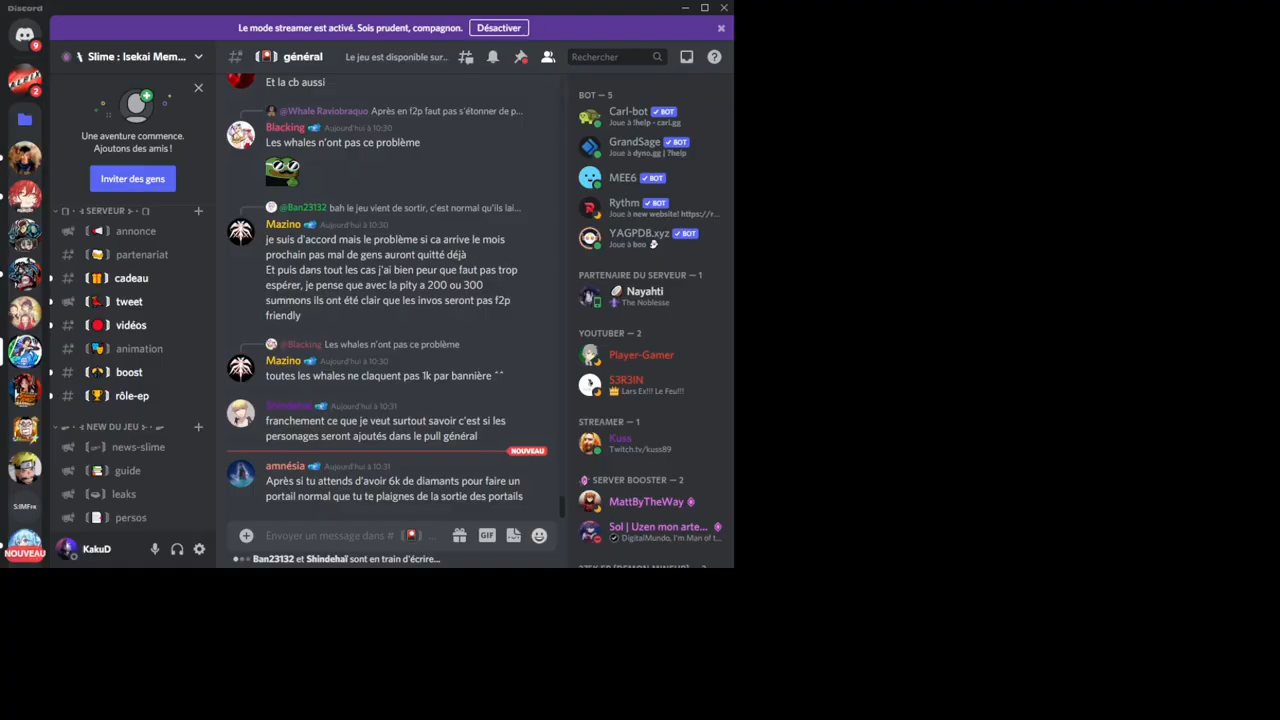 Discord
Le mode streamer est activé. Sois prudent, compagnon.
Désactiver
9
2
NOUVEAU
Slime : Isekai Mem...
Une aventure commence.
Ajoutons des amis !
Inviter des gens
SERVEUR
annonce
partenariat
cadeau
tweet
vidéos
animation
boost
rôle-ep
NEW DU JEU
news-slime
guide
leaks
persos
KakuD
général
Le jeu est disponible sur...
Rechercher
Et la cb aussi
@Whale Raviobraquo Après en f2p faut pas s'étonner de p...
Blacking Aujourd'hui à 10:30
Les whales n'ont pas ce problème
@Ban23132 bah le jeu vient de sortir, c'est normal qu'ils lai...
Mazino Aujourd'hui à 10:30
je suis d'accord mais le problème si ca arrive le mois
prochain pas mal de gens auront quitté déjà
Et puis dans tout les cas j'ai bien peur que faut pas trop
espérer, je pense que avec la pity a 200 ou 300
summons ils ont été clair que les invos seront pas f2p
friendly
@Blacking Les whales n'ont pas ce problème
Mazino Aujourd'hui à 10:30
toutes les whales ne claquent pas 1k par bannière ^^
Shindehaï Aujourd'hui à 10:31
franchement ce que je veut surtout savoir c'est si les
personages seront ajoutés dans le pull général
NOUVEAU
amnésia Aujourd'hui à 10:31
Après si tu attends d'avoir 6k de diamants pour faire un
portail normal que tu te plaignes de la sortie des portails
Envoyer un message dans #
GIF
Ban23132 et Shindehaï sont en train d'écrire...
BOT — 5
Carl-bot BOT
Joue à !help - carl.gg
GrandSage BOT
Joue à dyno.gg | ?help
MEE6 BOT
Rythm BOT
Joue à new website! https://r...
YAGPDB.xyz BOT
Joue à boo
PARTENAIRE DU SERVEUR — 1
Nayahti
The Noblesse
YOUTUBER — 2
Player-Gamer
S3R3IN
Lars Ex!!! Le Feu!!!
STREAMER — 1
Kuss
Twitch.tv/kuss89
SERVER BOOSTER — 2
MattByTheWay
Sol | Uzen mon arte...
DigitalMundo, I'm Man of t...